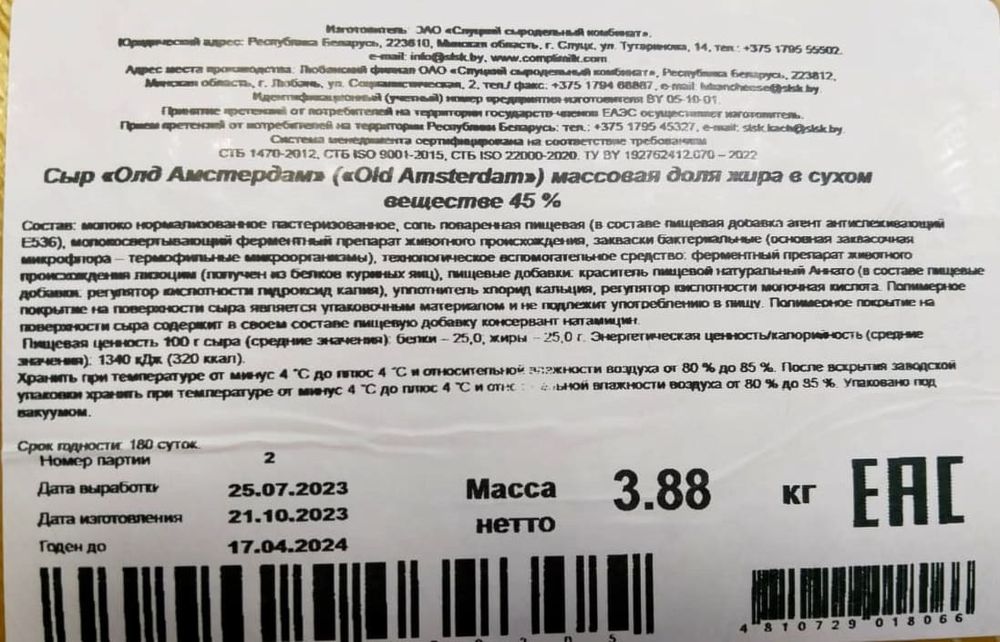 Изготовитель: ОАО «Слуцкий сыродельный комбинат».
Юридический адрес: Республика Беларусь, 223610, Минская область, г. Слуцк, ул. Тутаринова, 14, тел.: +375 1795 55502.
e-mail: info@slsk.by, www.complimilk.com
Адрес места производства: Любанский филиал ОАО «Слуцкий сыродельный комбинат», Республика Беларусь, 223812,
Минская область, г. Любань, ул. Социалистическая, 2, тел./ факс: +375 1794 68887, e-mail: lubancheese@slsk.by.
Идентификационный (учетный) номер предприятия изготовителя BY 05-10-01.
Принятие претензий от потребителей на территории государств-членов ЕАЭС осуществляет изготовитель.
Прием претензий от потребителей на территории Республики Беларусь: тел.: +375 1795 45327, e-mail: slsk.kach@slsk.by.
Система менеджмента сертифицирована на соответствие требованиям
СТБ 1470-2012, СТБ ISO 9001-2015, СТБ ISO 22000-2020. ТУ BY 192762412.070 – 2022
Сыр «Олд Амстердам» («Old Amsterdam») массовая доля жира в сухом
веществе 45 %
Состав: молоко нормализованное пастеризованное, соль поваренная пищевая (в составе пищевая добавка агент антислеживающий
Е536), молокосвертывающий ферментный препарат животного происхождения, закваски бактериальные (основная заквасочная
микрофлора – термофильные микроорганизмы), технологическое вспомогательное средство: ферментный препарат животного
происхождения лизоцим (получен из белков куриных яиц), пищевые добавки: краситель пищевой натуральный Аннато (в составе пищевые
добавки: регулятор кислотности гидроксид калия), уплотнитель хлорид кальция, регулятор кислотности молочная кислота. Полимерное
покрытие на поверхности сыра является упаковочным материалом и не подлежит употреблению в пищу. Полимерное покрытие на
поверхности сыра содержит в своем составе пищевую добавку консервант натамицин.
Пищевая ценность 100 г сыра (средние значения): белки – 25,0, жиры – 25,0 г. Энергетическая ценность/калорийность (средние
значения): 1340 кДж (320 ккал).
Хранить при температуре от минус 4 °С до плюс 4 °С и относительной влажности воздуха от 80 % до 85 %. После вскрытия заводской
упаковки хранить при температуре от минус 4 °С до плюс 4 °С и относительной влажности воздуха от 80 % до 85 %. Упаковано под
вакуумом.
Срок годности: 180 суток.
Номер партии 2
Дата выработки 25.07.2023
Дата изготовления 21.10.2023
Годен до 17.04.2024
Масса нетто 3.88 кг
EAC
4 810729 018066